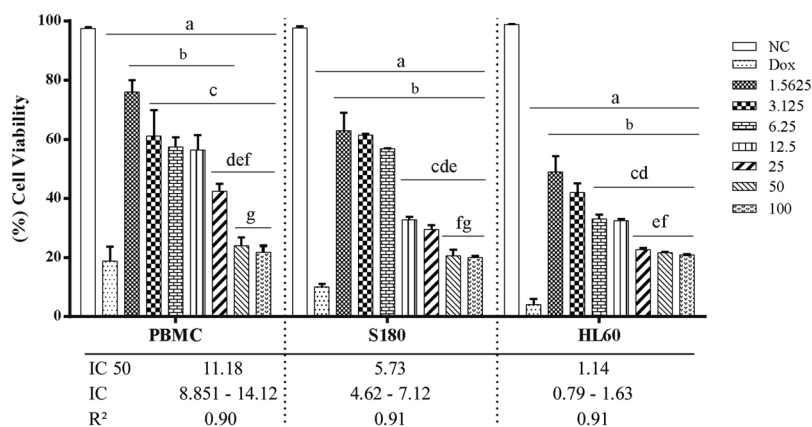 100
80
60
40
20
0
(%) Cell Viability
a
b
c
def
g
a
b
cde
fg
a
b
cd
ef
NC
Dox
1.5625
3.125
6.25
12.5
25
50
100
PBMC S180 HL60
IC 50 11.18 5.73 1.14
IC 8.851 - 14.12 4.62 - 7.12 0.79 - 1.63
R² 0.90 0.91 0.91